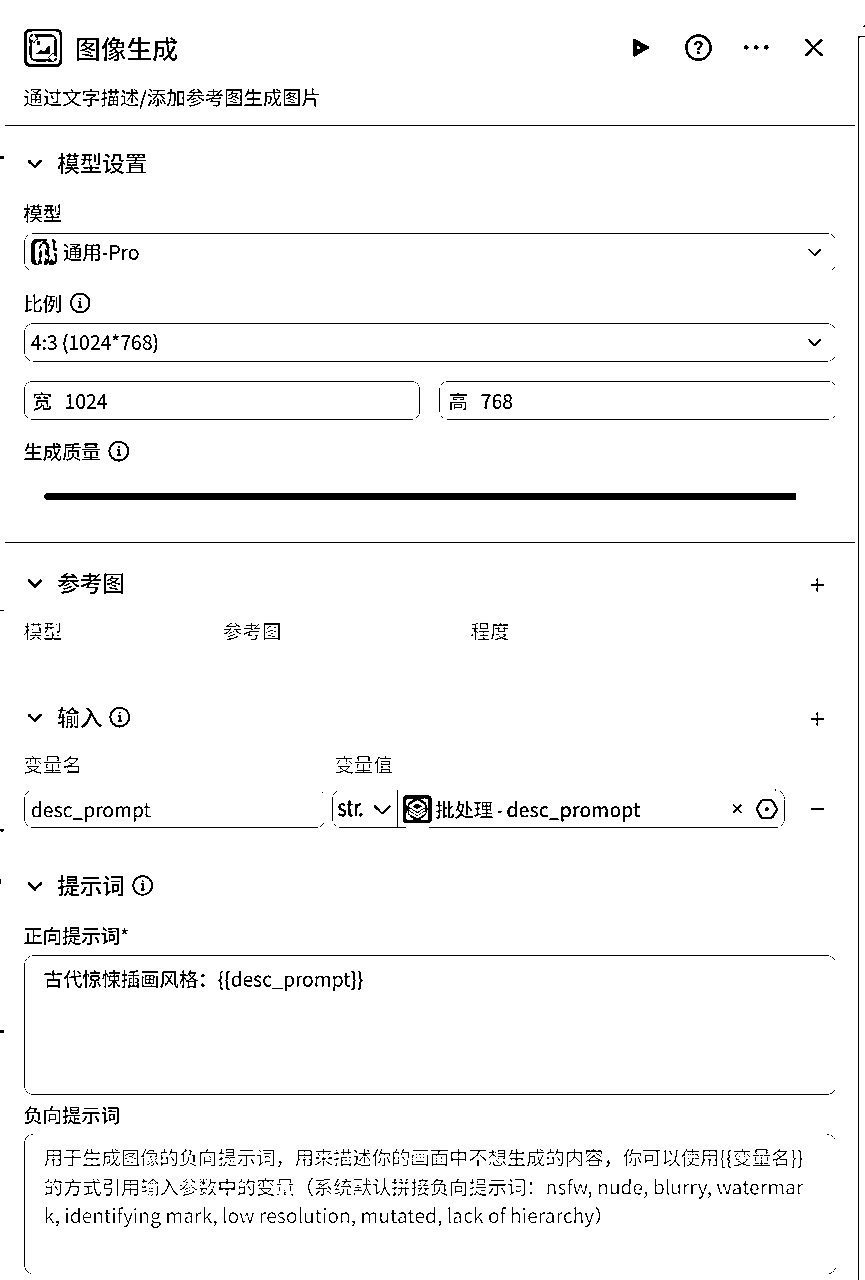 图像生成
通过文字描述/添加参考图生成图片
模型设置
模型
通用-Pro
比例
4:3 (1024*768)
宽 1024
高 768
生成质量
参考图
模型 参考图 程度
输入
变量名 变量值
desc_prompt str. 批处理 - desc_promopt
提示词
正向提示词*
古代惊悚插画风格：{{desc_prompt}}
负向提示词
用于生成图像的负向提示词，用来描述你的画面中不想生成的内容，你可以使用{{变量名}}
的方式引用输入参数中的变量（系统默认拼接负向提示词：nsfw, nude, blurry, watermar
k, identifying mark, low resolution, mutated, lack of hierarchy）